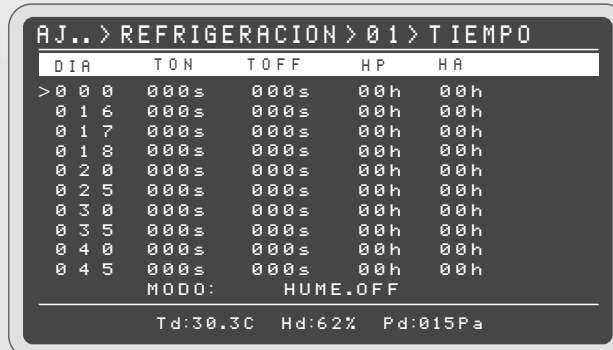 AJ..>REFRIGERACION>01>TIEMPO
DIA TON TOFF HP HA
>000 000s 000s 00h 00h
016 000s 000s 00h 00h
017 000s 000s 00h 00h
018 000s 000s 00h 00h
020 000s 000s 00h 00h
025 000s 000s 00h 00h
030 000s 000s 00h 00h
035 000s 000s 00h 00h
040 000s 000s 00h 00h
045 000s 000s 00h 00h
MODO: HUME.OFF
Td:30.3C Hd:62% Pd:015Pa